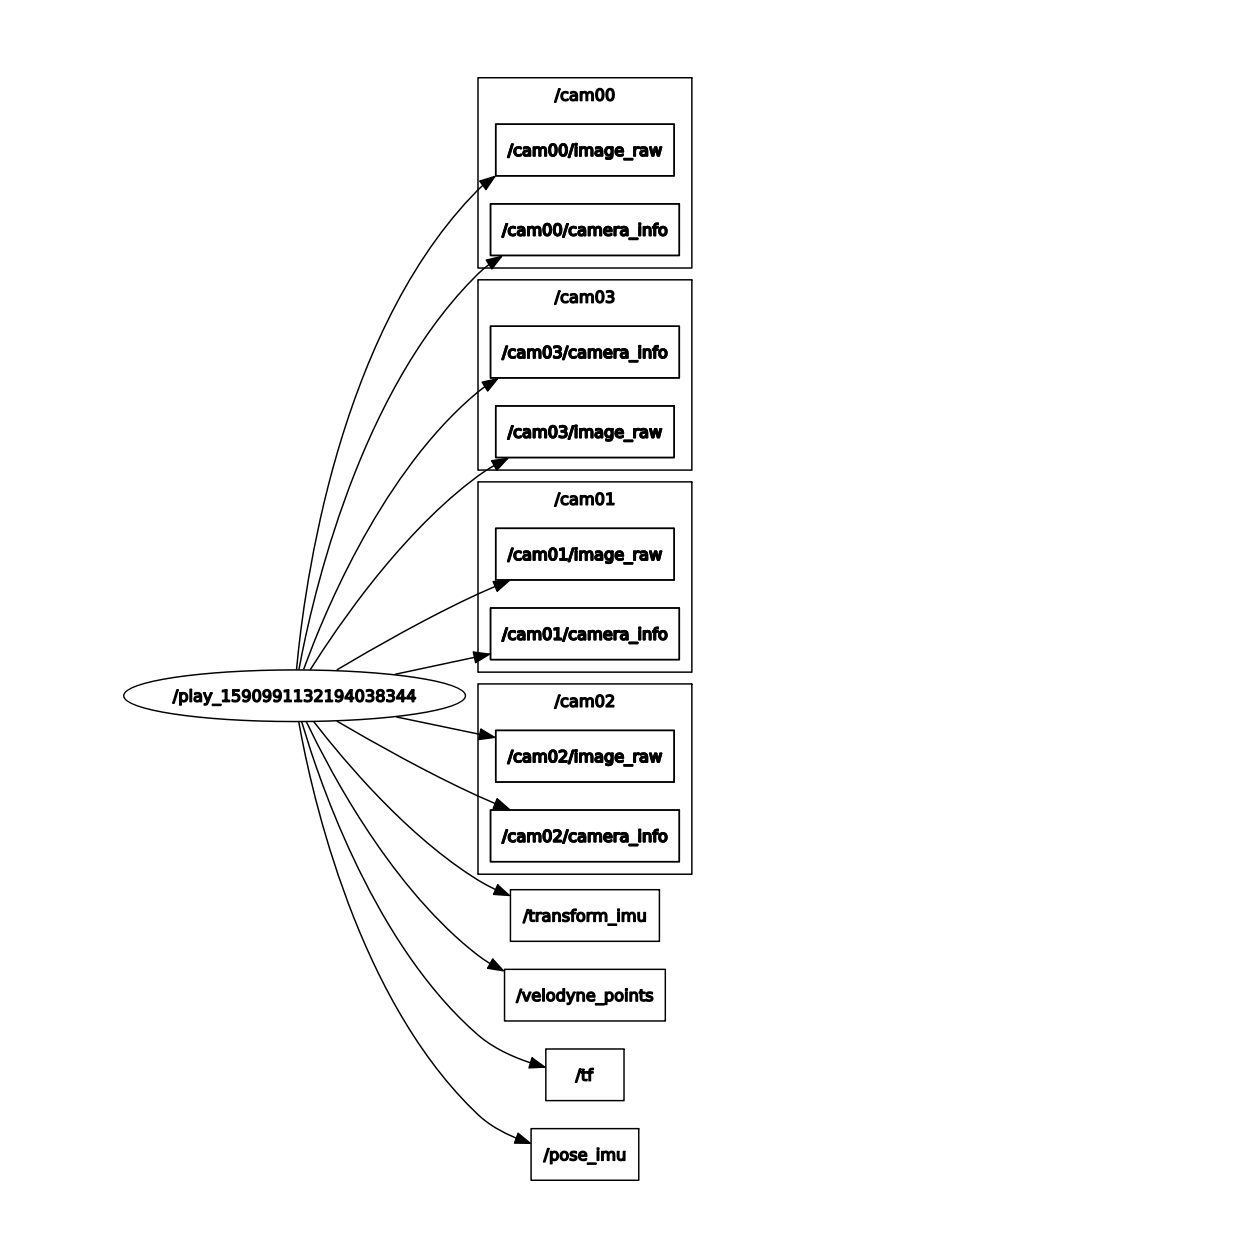 /cam00
/cam00/image_raw
/cam00/camera_info
/cam03
/cam03/camera_info
/cam03/image_raw
/cam01
/cam01/image_raw
/cam01/camera_info
/play_1590991132194038344
/cam02
/cam02/image_raw
/cam02/camera_info
/transform_imu
/velodyne_points
/tf
/pose_imu